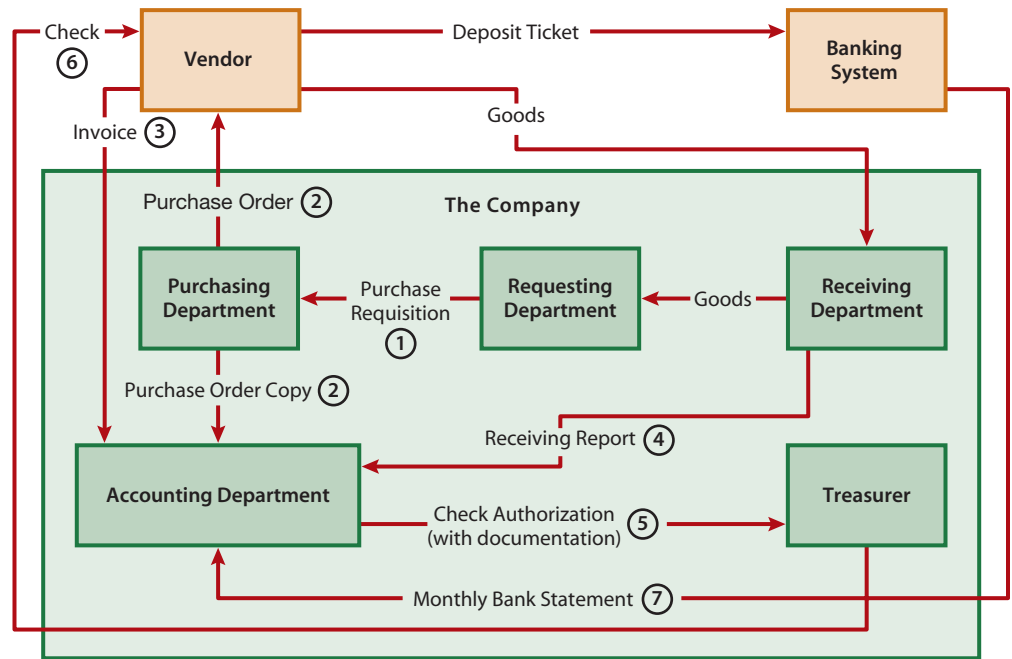 Check
6
Vendor
Deposit Ticket
Banking
System
Invoice 3
Goods
Purchase Order 2
The Company
Purchasing
Department
Purchase
Requisition
1
Requesting
Department
Goods
Receiving
Department
Purchase Order Copy 2
Receiving Report 4
Accounting Department
Check Authorization
(with documentation) 5
Treasurer
Monthly Bank Statement 7